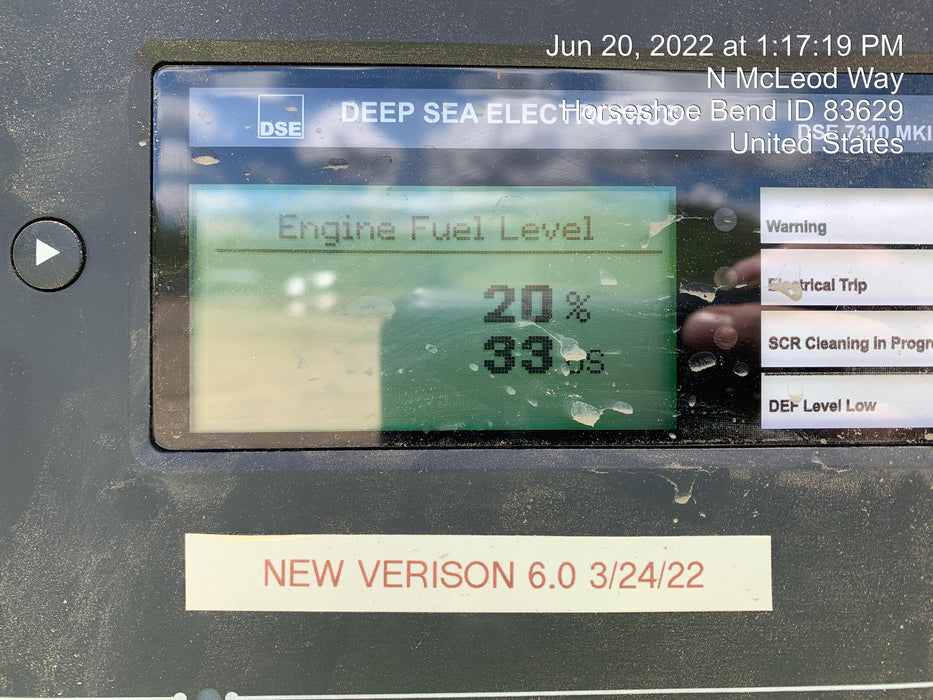 Jun 20, 2022 at 1:17:19 PM
N McLeod Way
Horseshoe Bend ID 83629
United States
DSE
DEEP SEA ELECTRONICS
DSE 7310 MKI
Engine Fuel Level
20 %
33
Warning
Electrical Trip
SCR Cleaning in Progr
DEF Level Low
NEW VERISON 6.0 3/24/22